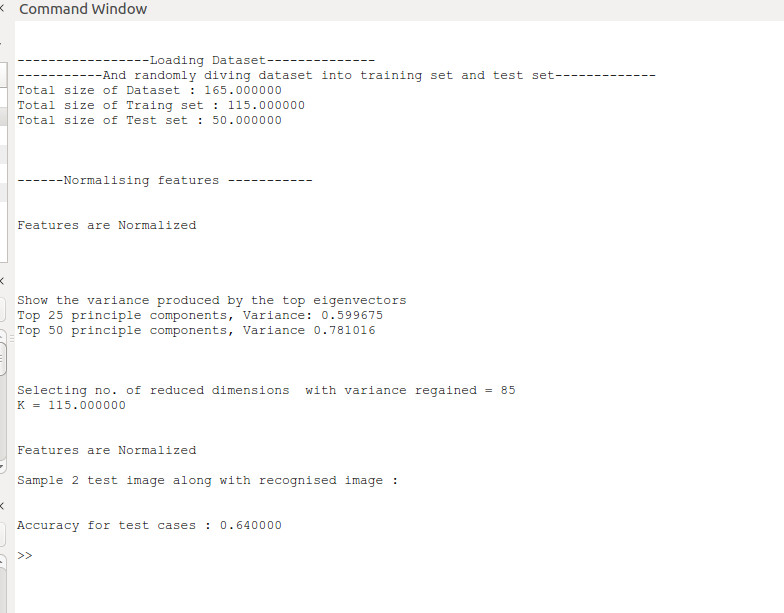 Command Window
-----------------Loading Dataset--------------
-----------And randomly diving dataset into training set and test set-------------
Total size of Dataset : 165.000000
Total size of Traing set : 115.000000
Total size of Test set : 50.000000
------Normalising features -----------
Features are Normalized
Show the variance produced by the top eigenvectors
Top 25 principle components, Variance: 0.599675
Top 50 principle components, Variance 0.781016
Selecting no. of reduced dimensions  with variance regained = 85
K = 115.000000
Features are Normalized
Sample 2 test image along with recognised image :
Accuracy for test cases : 0.640000
>>